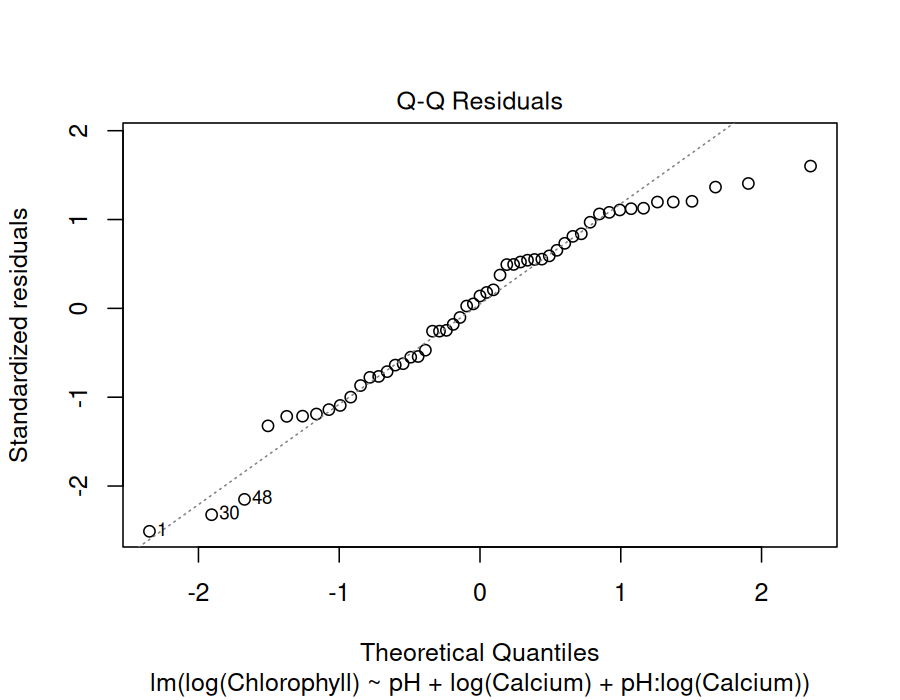 Q-Q Residuals
2
1
0
-1
-2
Standardized residuals
1
30
48
-2 -1 0 1 2
Theoretical Quantiles
lm(log(Chlorophyll) ~ pH + log(Calcium) + pH:log(Calcium))